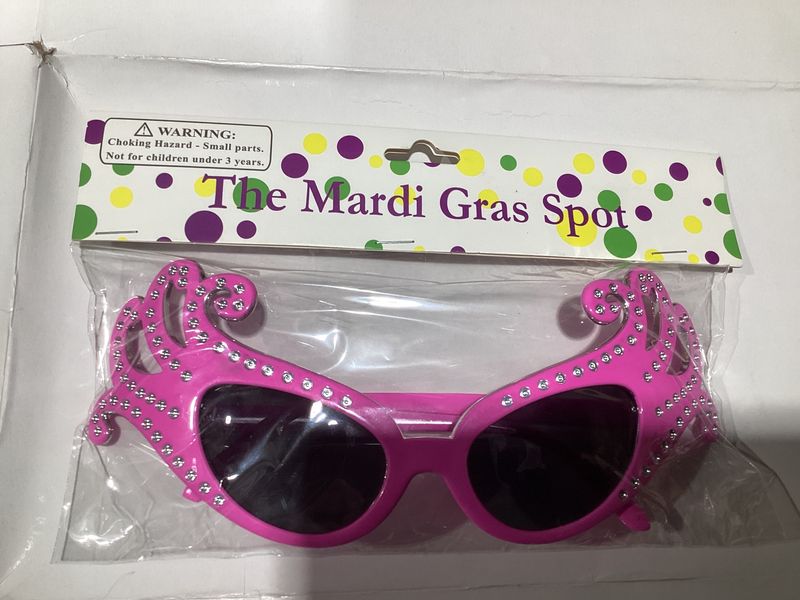 ⚠ WARNING:
Choking Hazard - Small parts.
Not for children under 3 years.
The Mardi Gras Spot